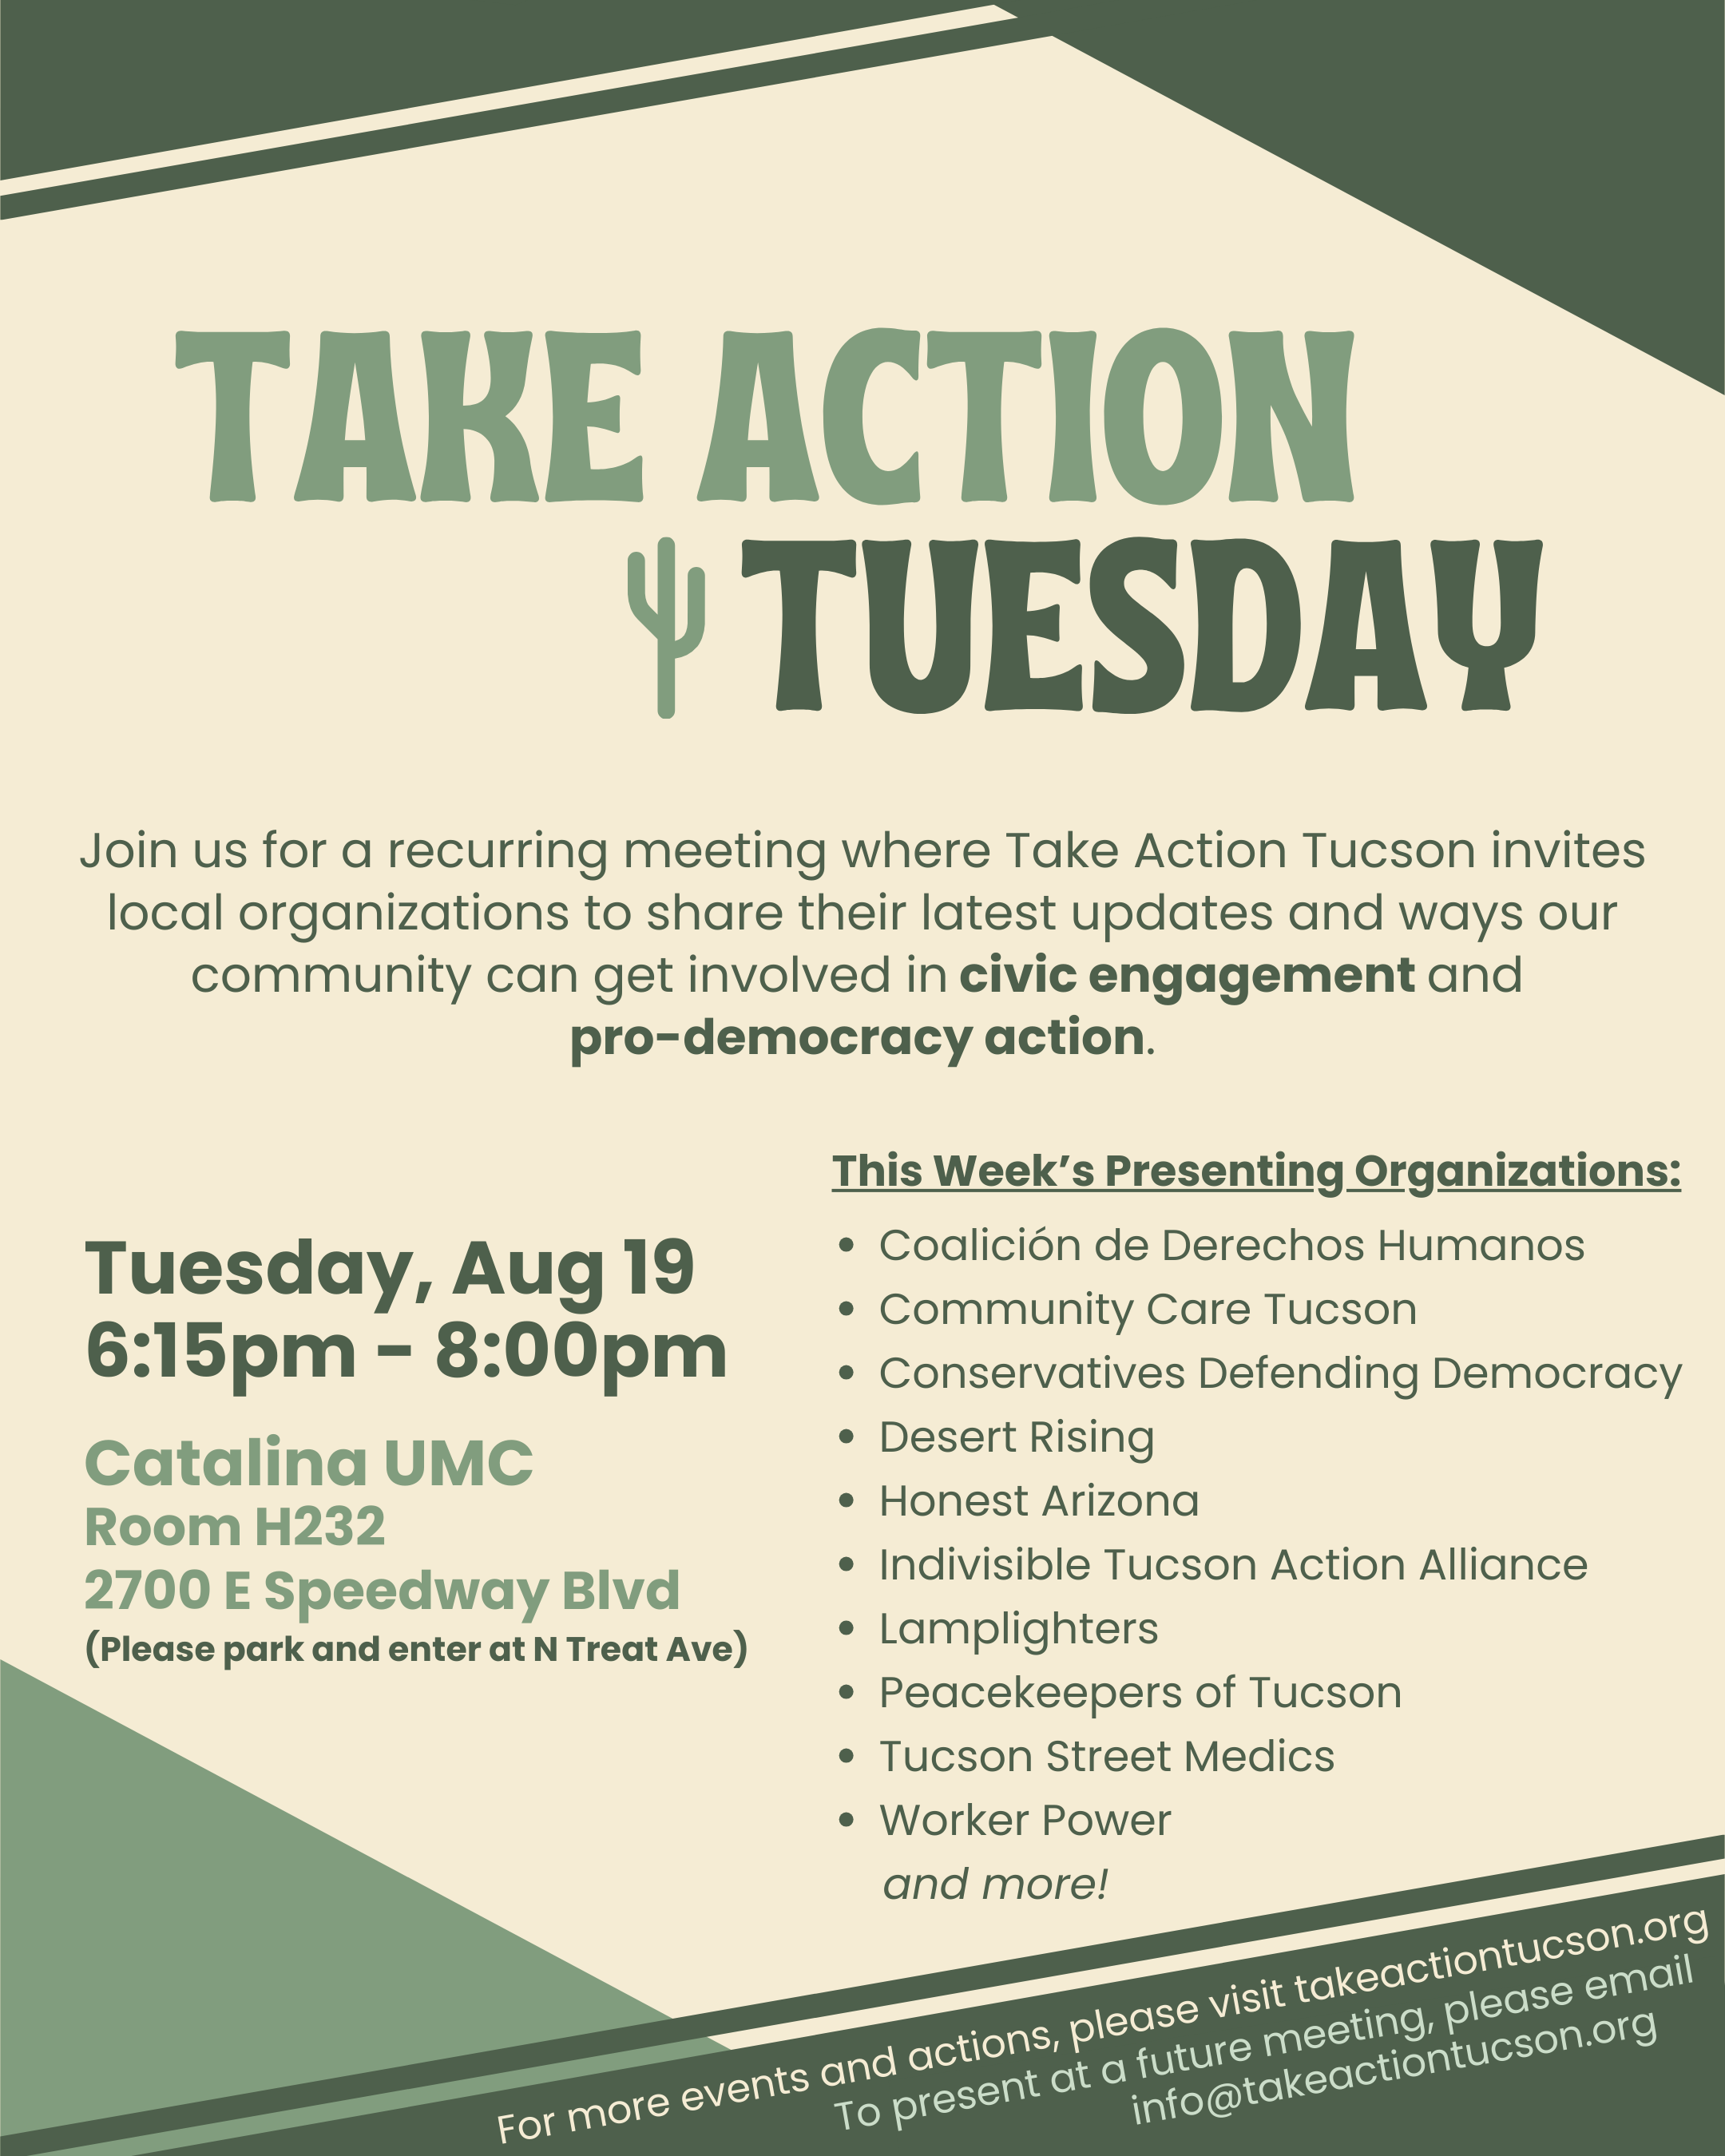 TAKE ACTION
TUESDAY
Join us for a recurring meeting where Take Action Tucson invites
local organizations to share their latest updates and ways our
community can get involved in civic engagement and
pro-democracy action.
Tuesday, Aug 19
6:15pm - 8:00pm
Catalina UMC
Room H232
2700 E Speedway Blvd
(Please park and enter at N Treat Ave)
This Week’s Presenting Organizations:
• Coalición de Derechos Humanos
• Community Care Tucson
• Conservatives Defending Democracy
• Desert Rising
• Honest Arizona
• Indivisible Tucson Action Alliance
• Lamplighters
• Peacekeepers of Tucson
• Tucson Street Medics
• Worker Power
and more!
For more events and actions, please visit takeactiontucson.org
To present at a future meeting, please email
info@takeactiontucson.org